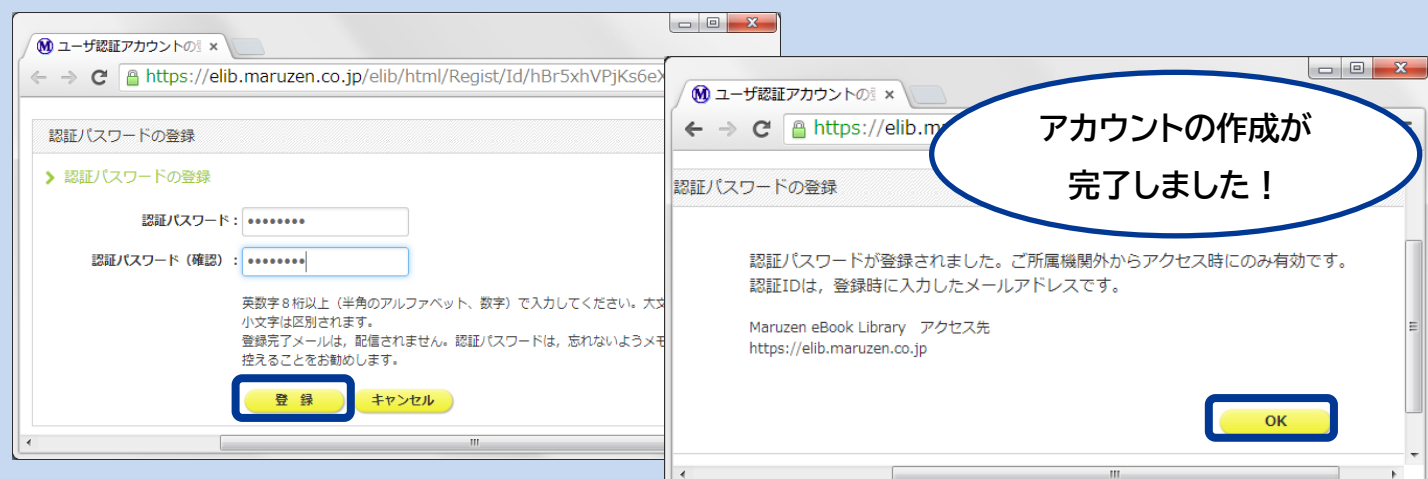 ユーザ認証アカウントの
https://elib.maruzen.co.jp/elib/html/Regist/Id/hBr5xhVPjKs6eX
認証パスワードの登録
認証パスワードの登録
認証パスワード：
認証パスワード（確認）：
英数字８桁以上（半角のアルファベット、数字）で入力してください。大文
小文字は区別されます。
登録完了メールは，配信されません。認証パスワードは，忘れないようメモ
控えることをお勧めします。
登 録
キャンセル
ユーザ認証アカウントの
https://elib.m
アカウントの作成が
完了しました！
認証パスワードの登録
認証パスワードが登録されました。ご所属機関外からアクセス時にのみ有効です。
認証IDは，登録時に入力したメールアドレスです。
Maruzen eBook Library　アクセス先
https://elib.maruzen.co.jp
OK